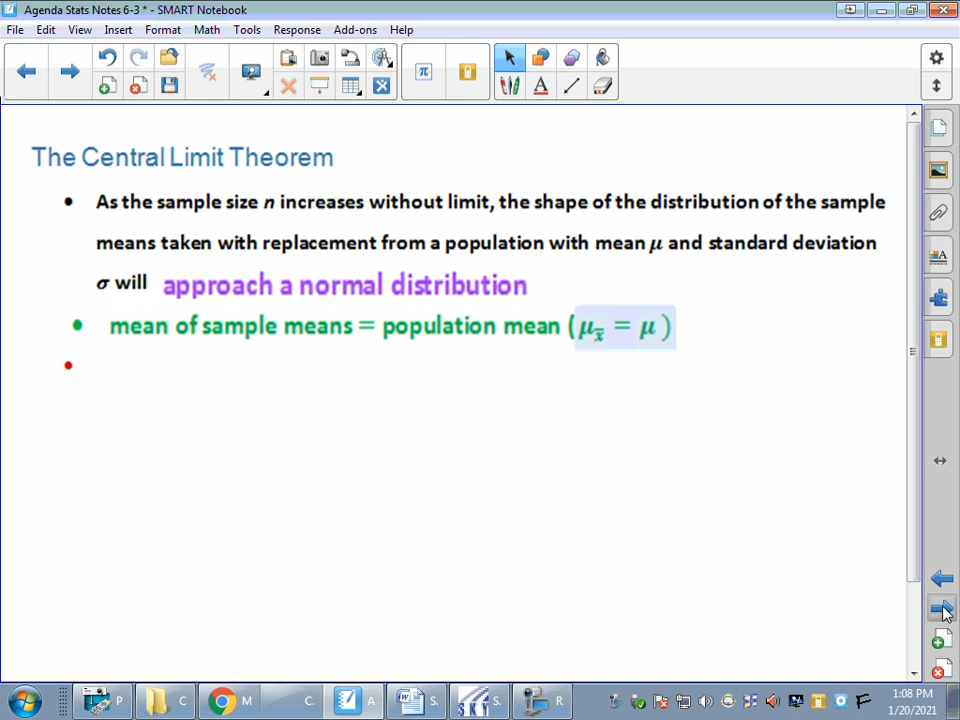 Agenda Stats Notes 6-3 * - SMART Notebook
File Edit View Insert Format Math Tools Response Add-ons Help
The Central Limit Theorem
• As the sample size n increases without limit, the shape of the distribution of the sample
means taken with replacement from a population with mean μ and standard deviation
σ will approach a normal distribution
• mean of sample means = population mean (μx̄ = μ )
•
P C M C. A S. S. R
1:08 PM
1/20/2021